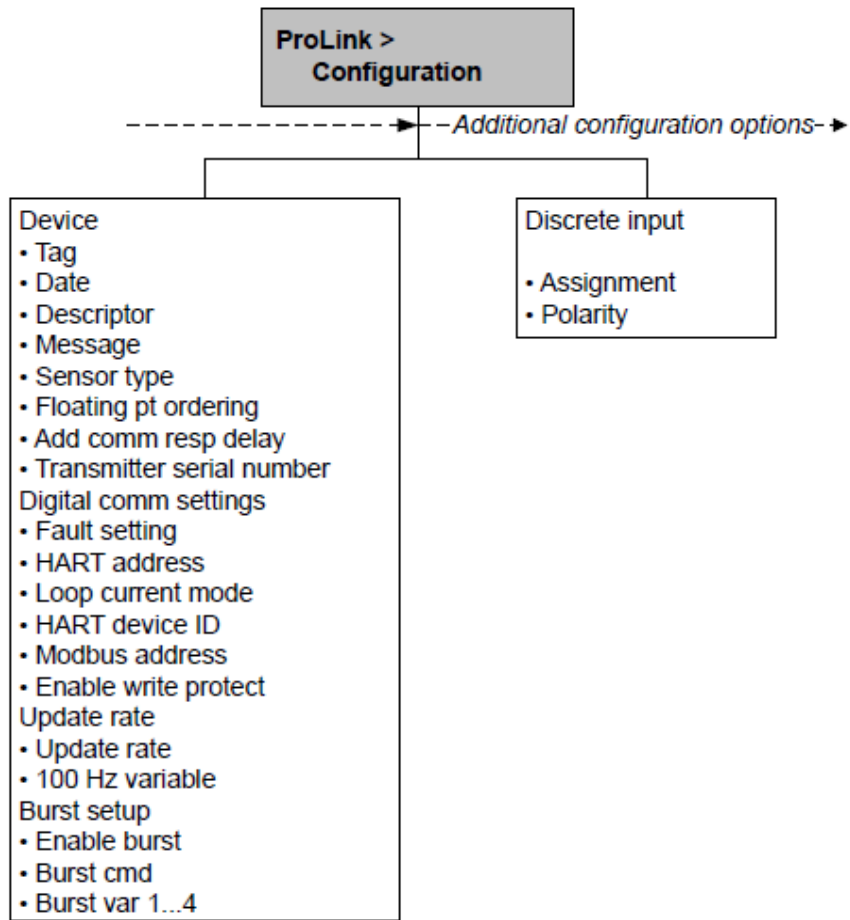 ProLink >
Configuration
Additional configuration options
Device
• Tag
• Date
• Descriptor
• Message
• Sensor type
• Floating pt ordering
• Add comm resp delay
• Transmitter serial number
Digital comm settings
• Fault setting
• HART address
• Loop current mode
• HART device ID
• Modbus address
• Enable write protect
Update rate
• Update rate
• 100 Hz variable
Burst setup
• Enable burst
• Burst cmd
• Burst var 1...4
Discrete input
• Assignment
• Polarity